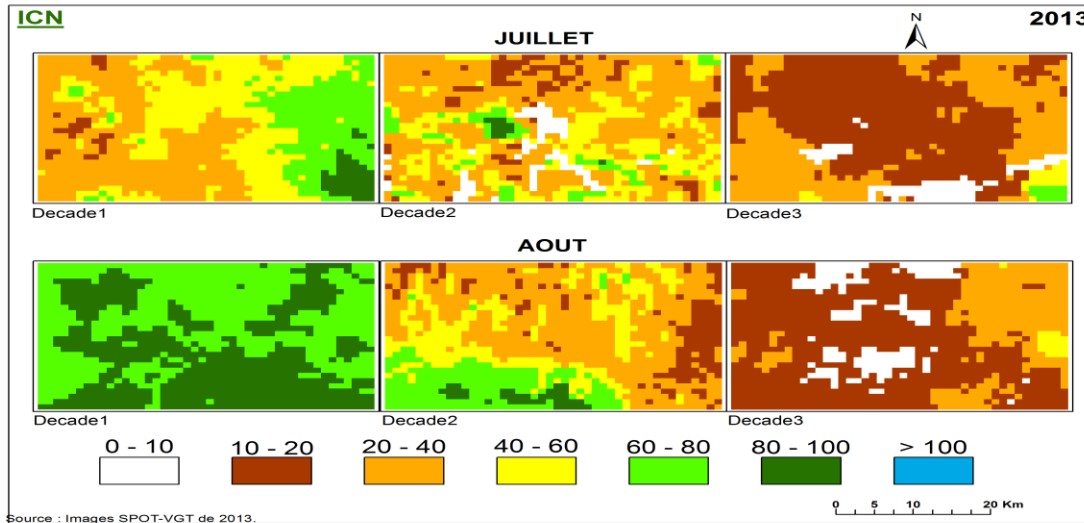 ICN
2013
JUILLET
N
Decade1
Decade2
Decade3
AOUT
Decade1
Decade2
Decade3
0 - 10
10 - 20
20 - 40
40 - 60
60 - 80
80 - 100
> 100
0 5 10 20 Km
Source : Images SPOT-VGT de 2013.